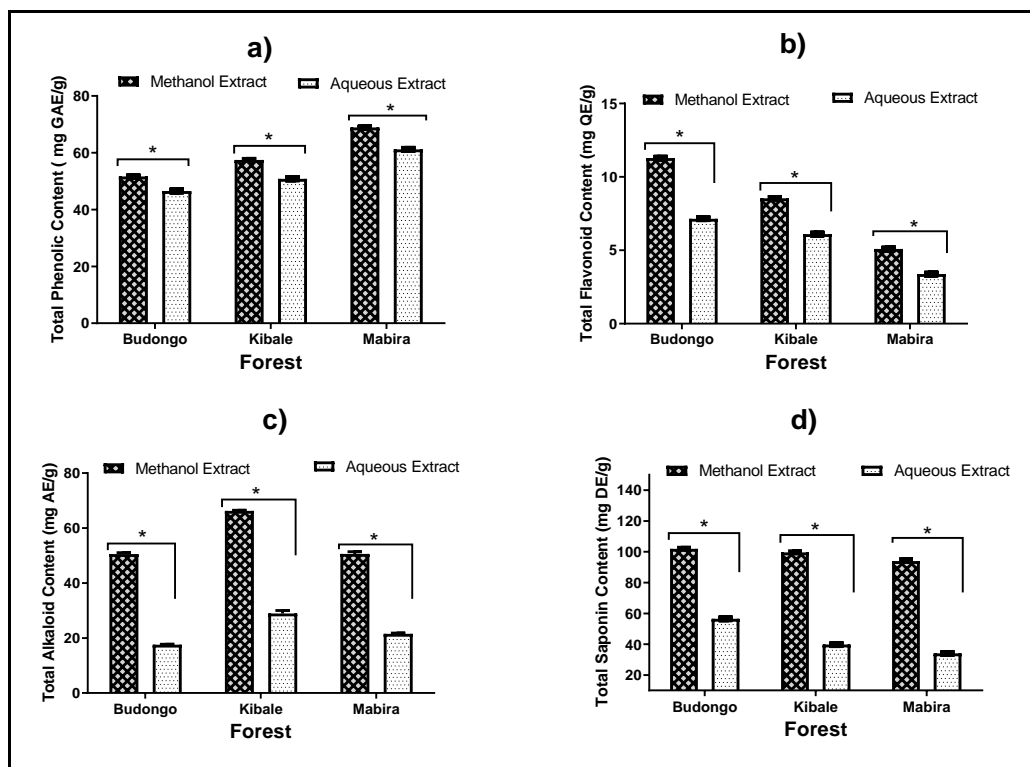 a)
Methanol Extract Aqueous Extract
Total Phenolic Content ( mg GAE/g)
80
60
40
20
0
*
*
*
Budongo Kibale Mabira
Forest
b)
Methanol Extract Aqueous Extract
Total Flavonoid Content (mg QE/g)
15
10
5
0
*
*
*
Budongo Kibale Mabira
Forest
c)
Methanol Extract Aqueous Extract
Total Alkaloid Content (mg AE/g)
80
60
40
20
0
*
*
*
Budongo Kibale Mabira
Forest
d)
Methanol Extract Aqueous Extract
Total Saponin Content (mg DE/g)
140
120
100
80
60
40
20
*
*
*
Budongo Kibale Mabira
Forest